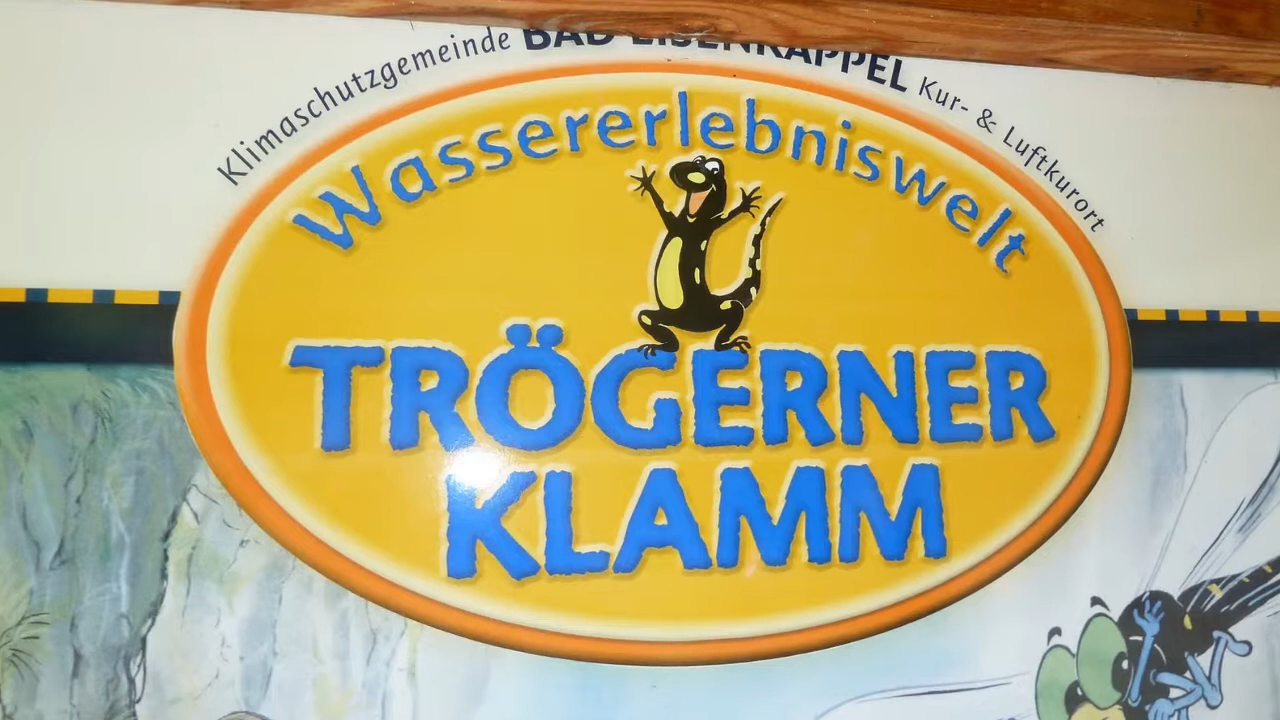 Klimaschutzgemeinde BAD EISENKAPPEL Kur- & Luftkurort
Wassererlebniswelt
TRÖGERNER
KLAMM